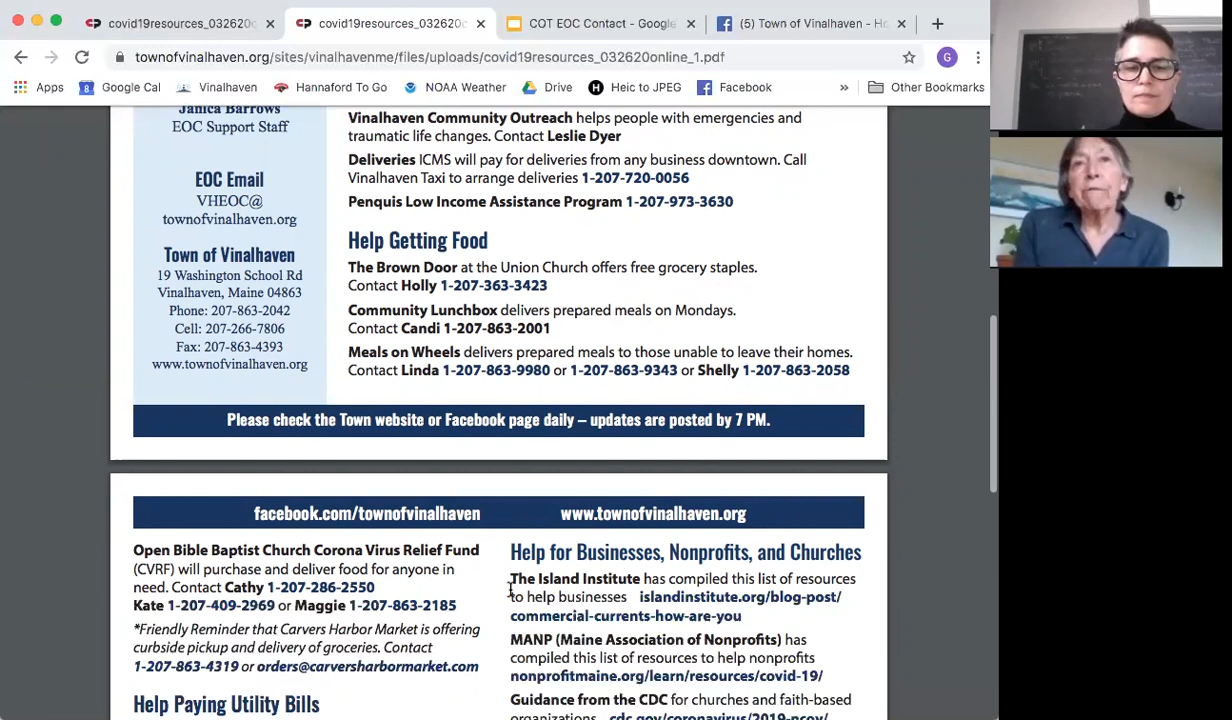 covid19resources_032620
covid19resources_032620
COT EOC Contact - Google
(5) Town of Vinalhaven - Ho
townofvinalhaven.org/sites/vinalhavenme/files/uploads/covid19resources_032620online_1.pdf
G
Apps
8
Google Cal
Vinalhaven
Hannaford To Go
NOAA Weather
Drive
H
Heic to JPEG
Facebook
»
Other Bookmarks
Janica Barrows
EOC Support Staff
EOC Email
VHEOC@
townofvinalhaven.org
Town of Vinalhaven
19 Washington School Rd
Vinalhaven, Maine 04863
Phone: 207-863-2042
Cell: 207-266-7806
Fax: 207-863-4393
www.townofvinalhaven.org
Vinalhaven Community Outreach helps people with emergencies and
traumatic life changes. Contact Leslie Dyer
Deliveries ICMS will pay for deliveries from any business downtown. Call
Vinalhaven Taxi to arrange deliveries 1-207-720-0056
Penquis Low Income Assistance Program 1-207-973-3630
Help Getting Food
The Brown Door at the Union Church offers free grocery staples.
Contact Holly 1-207-363-3423
Community Lunchbox delivers prepared meals on Mondays.
Contact Candi 1-207-863-2001
Meals on Wheels delivers prepared meals to those unable to leave their homes.
Contact Linda 1-207-863-9980 or 1-207-863-9343 or Shelly 1-207-863-2058
Please check the Town website or Facebook page daily – updates are posted by 7 PM.
facebook.com/townofvinalhaven www.townofvinalhaven.org
Open Bible Baptist Church Corona Virus Relief Fund
(CVRF) will purchase and deliver food for anyone in
need. Contact Cathy 1-207-286-2550
Kate 1-207-409-2969 or Maggie 1-207-863-2185
*Friendly Reminder that Carvers Harbor Market is offering
curbside pickup and delivery of groceries. Contact
1-207-863-4319 or orders@carversharbormarket.com
Help Paying Utility Bills
Help for Businesses, Nonprofits, and Churches
The Island Institute has compiled this list of resources
to help businesses islandinstitute.org/blog-post/
commercial-currents-how-are-you
MANP (Maine Association of Nonprofits) has
compiled this list of resources to help nonprofits
nonprofitmaine.org/learn/resources/covid-19/
Guidance from the CDC for churches and faith-based
organizations cdc.gov/coronavirus/2019-ncov/